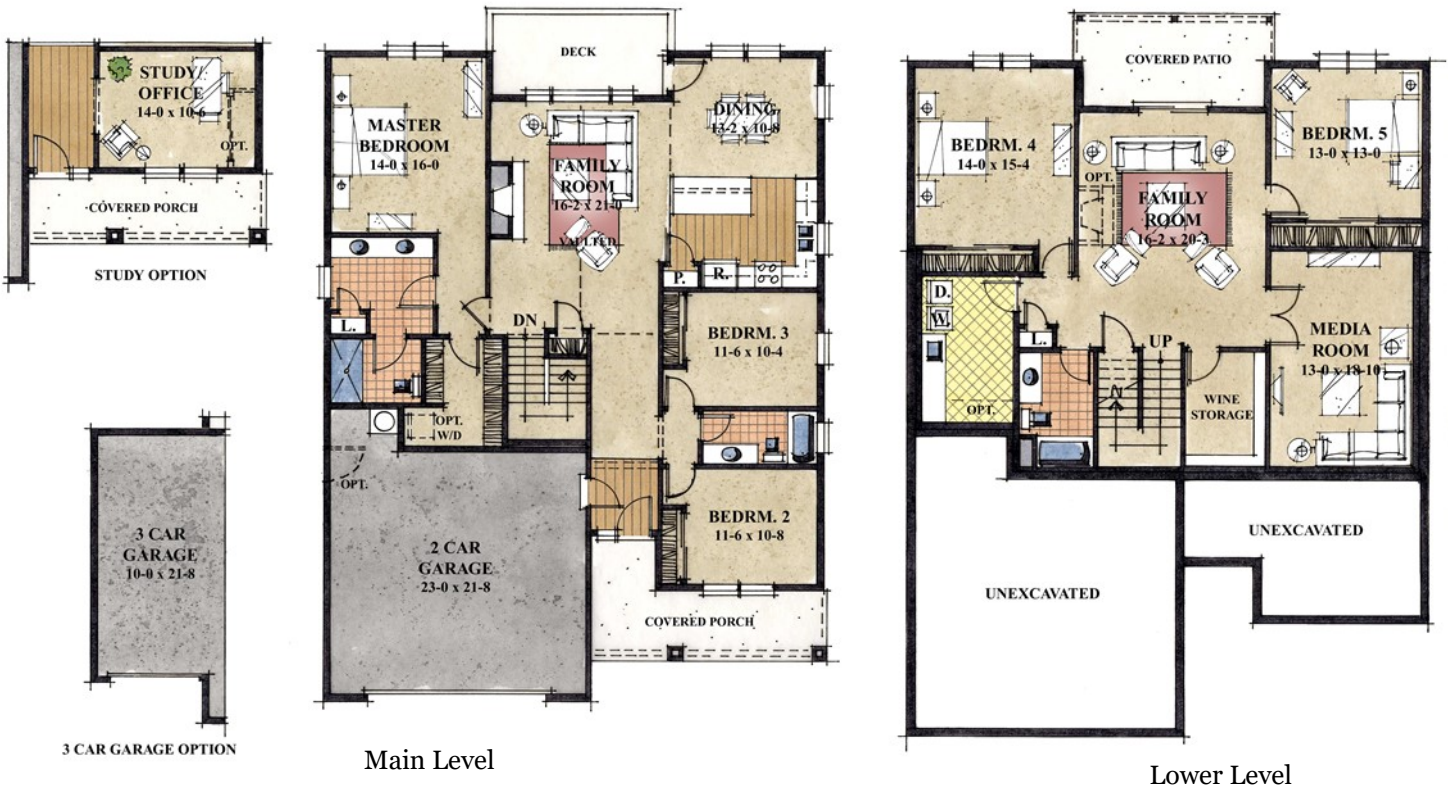 STUDY/
OFFICE
14-0 x 10-6
OPT.
COVERED PORCH
STUDY OPTION
3 CAR
GARAGE
10-0 x 21-8
3 CAR GARAGE OPTION
DECK
MASTER
BEDROOM
14-0 x 16-0
FAMILY
ROOM
16-2 x 21-0
VAULTED
DINING
13-2 x 10-8
P.
R.
L.
DN
BEDRM. 3
11-6 x 10-4
OPT.
W/D
OPT.
BEDRM. 2
11-6 x 10-8
2 CAR
GARAGE
23-0 x 21-8
COVERED PORCH
Main Level
COVERED PATIO
BEDRM. 4
14-0 x 15-4
OPT.
FAMILY
ROOM
16-2 x 20-3
BEDRM. 5
13-0 x 13-0
D.
W.
L.
UP
OPT.
WINE
STORAGE
MEDIA
ROOM
13-0 x 18-10
UNEXCAVATED
UNEXCAVATED
Lower Level